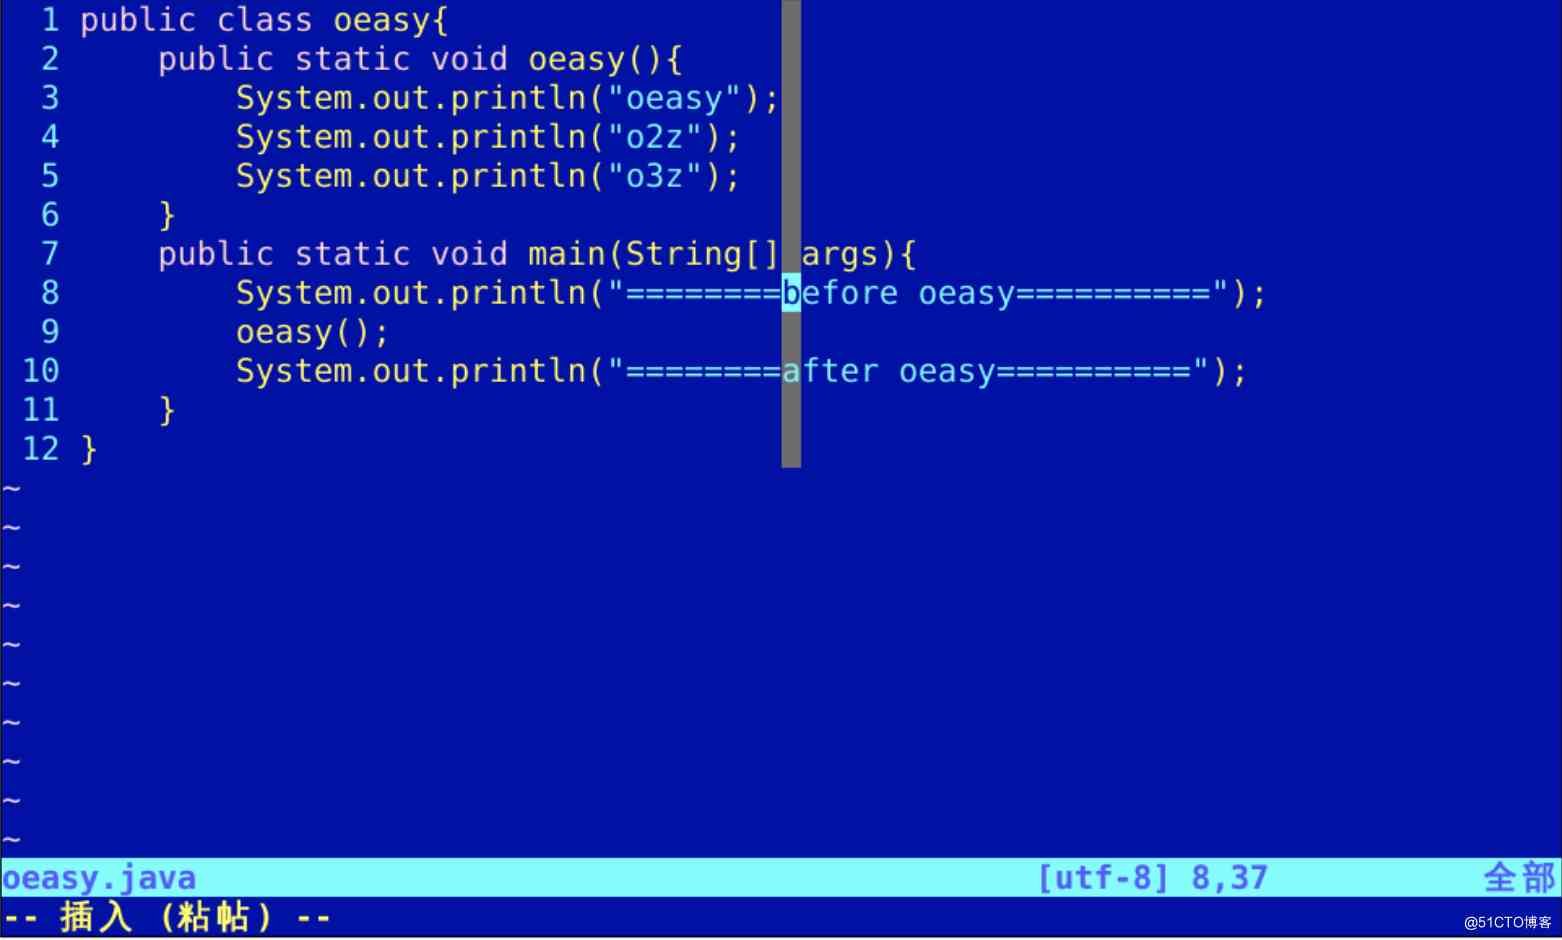 1 public class oeasy{
2     public static void oeasy(){
3         System.out.println("oeasy");
4         System.out.println("o2z");
5         System.out.println("o3z");
6     }
7     public static void main(String[] args){
8         System.out.println("========before oeasy==========");
9         oeasy();
10         System.out.println("========after oeasy==========");
11     }
12 }
~
~
~
~
~
~
~
~
~
~
oeasy.java [utf-8] 8,37 全部
-- 插入 (粘帖) --
@51CTO博客